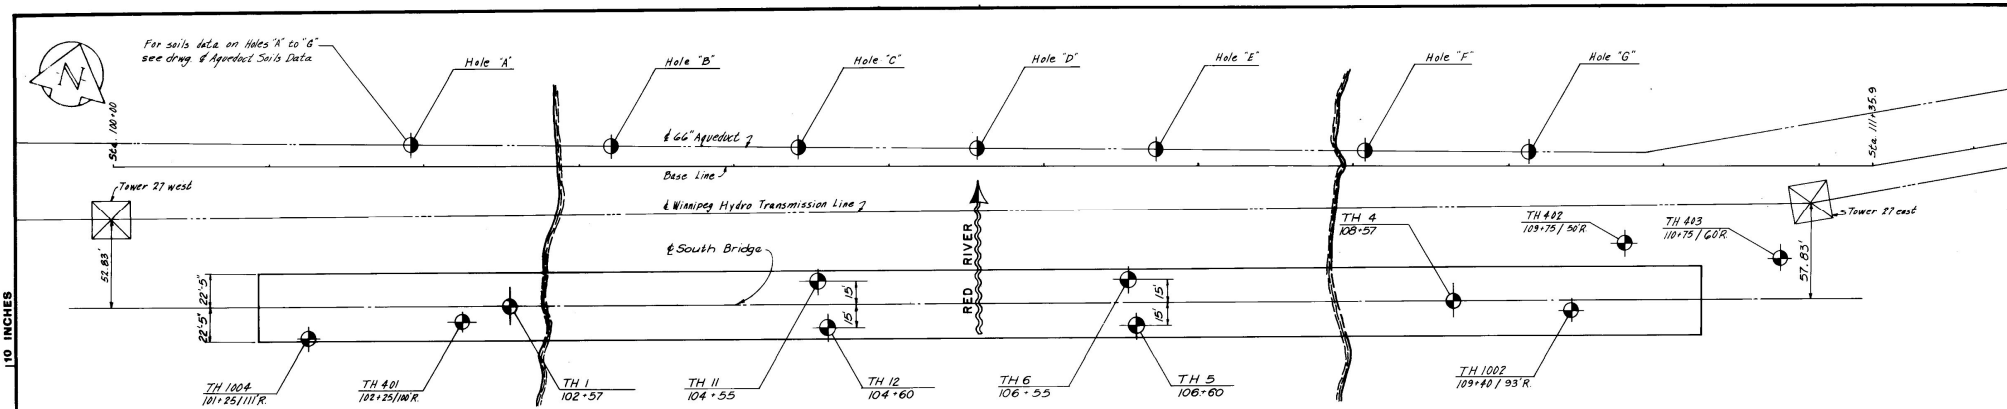 For soils data on Holes "A" to "G"
see drwg. ℄ Aqueduct Soils Data
N
Hole "A"
Hole "B"
Hole "C"
Hole "D"
Hole "E"
Hole "F"
Hole "G"
Sta. 100+00
Sta. 111+35.9
℄ 66" Aqueduct
Base Line
Tower 27 west
℄ Winnipeg Hydro Transmission Line
Tower 27 east
TH 4
108+57
TH 402
109+75 / 50'R.
TH 403
110+75 / 60'R.
52.83'
℄ South Bridge
RED RIVER
57.83'
22'-5"
22'-5"
15'
15'
15'
15'
110 INCHES
TH 1004
101+25/111'R.
TH 401
102+25/100'R.
TH 1
102+57
TH 11
104+55
TH 12
104+60
TH 6
106+55
TH 5
106+60
TH 1002
109+40 / 93'R.